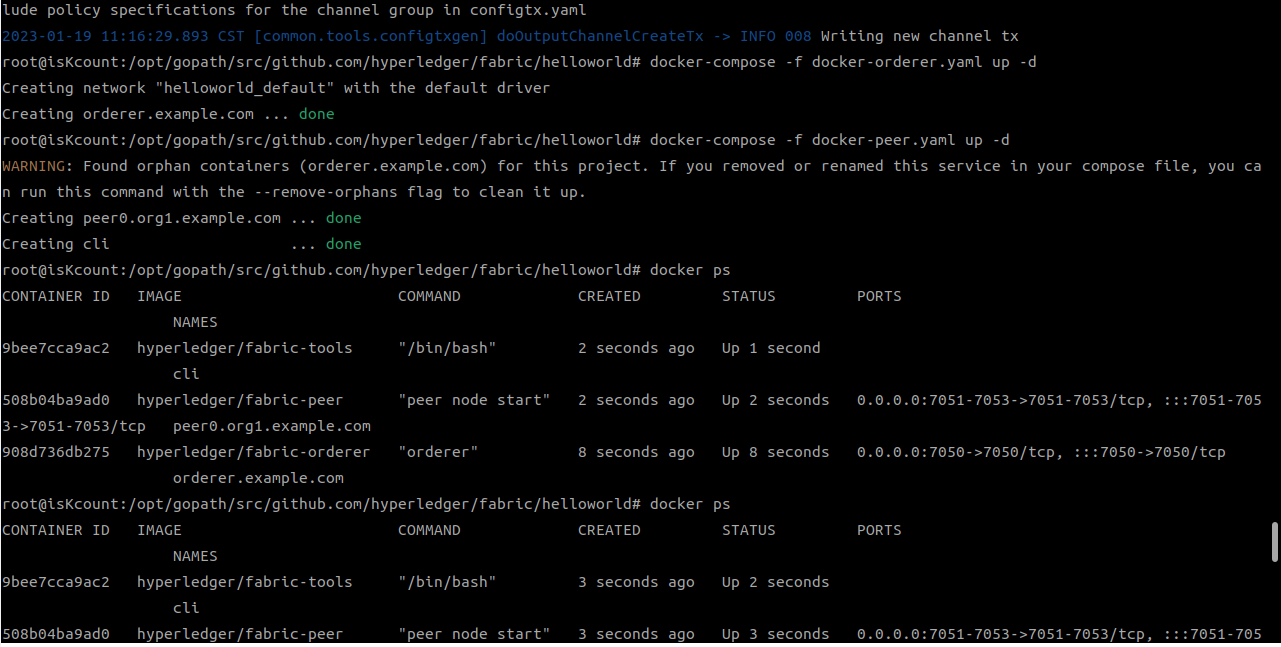 lude policy specifications for the channel group in configtx.yaml
2023-01-19 11:16:29.893 CST [common.tools.configtxgen] doOutputChannelCreateTx -> INFO 008 Writing new channel tx
root@isKcount:/opt/gopath/src/github.com/hyperledger/fabric/helloworld# docker-compose -f docker-orderer.yaml up -d
Creating network "helloworld_default" with the default driver
Creating orderer.example.com ... done
root@isKcount:/opt/gopath/src/github.com/hyperledger/fabric/helloworld# docker-compose -f docker-peer.yaml up -d
WARNING: Found orphan containers (orderer.example.com) for this project. If you removed or renamed this service in your compose file, you ca
n run this command with the --remove-orphans flag to clean it up.
Creating peer0.org1.example.com ... done
Creating cli                    ... done
root@isKcount:/opt/gopath/src/github.com/hyperledger/fabric/helloworld# docker ps
CONTAINER ID   IMAGE                        COMMAND             CREATED         STATUS         PORTS
                   NAMES
9bee7cca9ac2   hyperledger/fabric-tools     "/bin/bash"         2 seconds ago   Up 1 second
                   cli
508b04ba9ad0   hyperledger/fabric-peer      "peer node start"   2 seconds ago   Up 2 seconds   0.0.0.0:7051-7053->7051-7053/tcp, :::7051-705
3->7051-7053/tcp   peer0.org1.example.com
908d736db275   hyperledger/fabric-orderer   "orderer"           8 seconds ago   Up 8 seconds   0.0.0.0:7050->7050/tcp, :::7050->7050/tcp
                   orderer.example.com
root@isKcount:/opt/gopath/src/github.com/hyperledger/fabric/helloworld# docker ps
CONTAINER ID   IMAGE                        COMMAND             CREATED         STATUS         PORTS
                   NAMES
9bee7cca9ac2   hyperledger/fabric-tools     "/bin/bash"         3 seconds ago   Up 2 seconds
                   cli
508b04ba9ad0   hyperledger/fabric-peer      "peer node start"   3 seconds ago   Up 3 seconds   0.0.0.0:7051-7053->7051-7053/tcp, :::7051-705